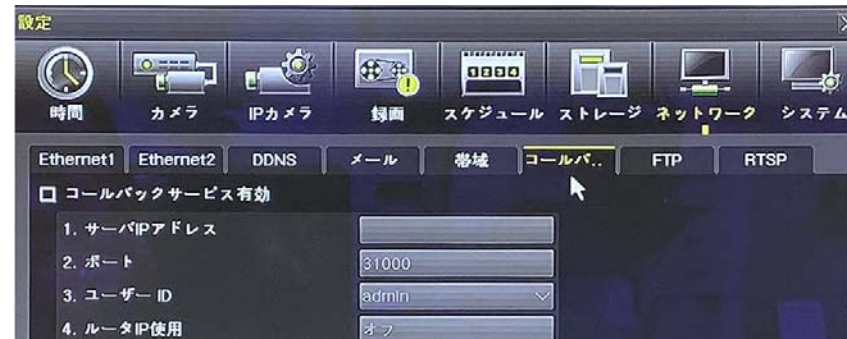 設定
時間 カメラ IPカメラ 録画 スケジュール ストレージ ネットワーク システム
Ethernet1 Ethernet2 DDNS メール 帯域 コールバ.. FTP RTSP
コールバックサービス有効
1. サーバIPアドレス
2. ポート 31000
3. ユーザー ID admin
4. ルータIP使用 オフ